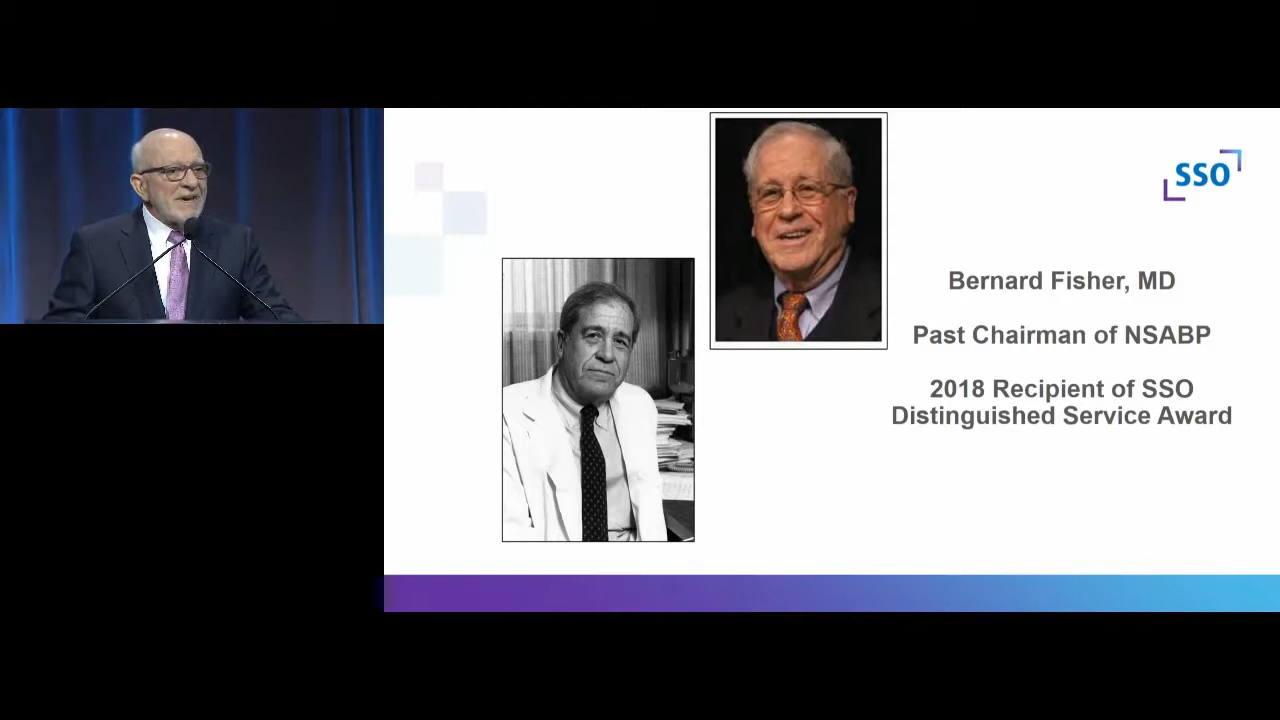 SSO
Bernard Fisher, MD
Past Chairman of NSABP
2018 Recipient of SSO
Distinguished Service Award